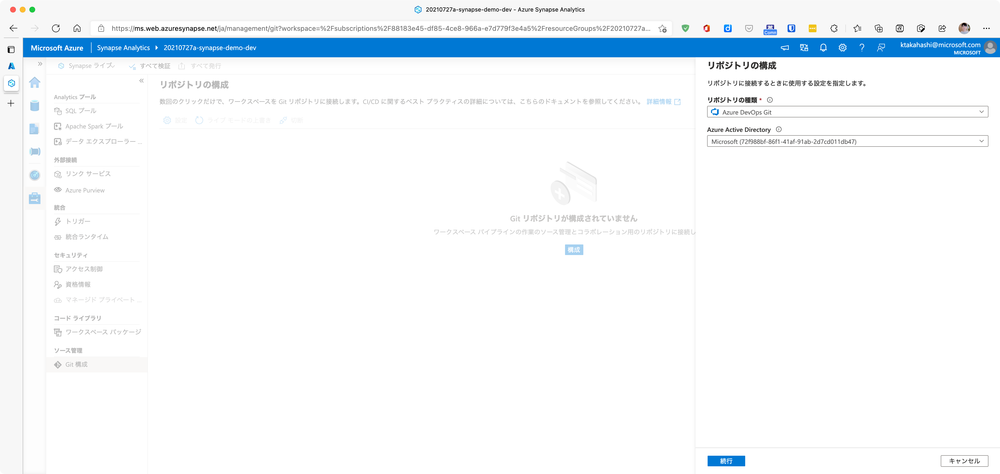 20210727a-synapse-demo-dev - Azure Synapse Analytics
https://ms.web.azuresynapse.net/ja/management/git?workspace=%2Fsubscriptions%2F88183e45-df85-4ce8-966a-e7d779f3e4a5%2FresourceGroups%2F20210727a...
Comn
Microsoft Azure
Synapse Analytics
20210727a-synapse-demo-dev
ktakahashi@microsoft.com
MICROSOFT
Synapse ライブ
すべて検証
すべて発行
Analytics プール
SQL プール
Apache Spark プール
データ エクスプローラー ...
外部接続
リンク サービス
Azure Purview
統合
トリガー
統合ランタイム
セキュリティ
アクセス制御
資格情報
マネージド プライベート ...
コード ライブラリ
ワークスペース パッケージ
ソース管理
Git 構成
リポジトリの構成
数回のクリックだけで、ワークスペースを Git リポジトリに接続します。CI/CD に関するベスト プラクティスの詳細については、こちらのドキュメントを参照してください。 詳細情報
設定
ライブ モードの上書き
切断
Git リポジトリが構成されていません
ワークスペース パイプラインの作業のソース管理とコラボレーション用のリポジトリに接続し
構成
リポジトリの構成
リポジトリに接続するときに使用する設定を指定します。
リポジトリの種類 *
Azure DevOps Git
Azure Active Directory
Microsoft (72f988bf-86f1-41af-91ab-2d7cd011db47)
続行
キャンセル